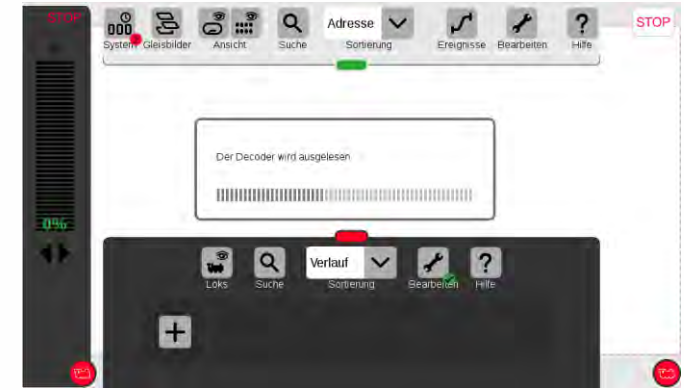 STOP
System
Gleisbilder
Ansicht
Suche
Adresse
Sortierung
Ereignisse
Bearbeiten
?
Hilfe
STOP
Der Decoder wird ausgelesen
0%
Loks
Suche
Verlauf
Sortierung
Bearbeiten
?
Hilfe